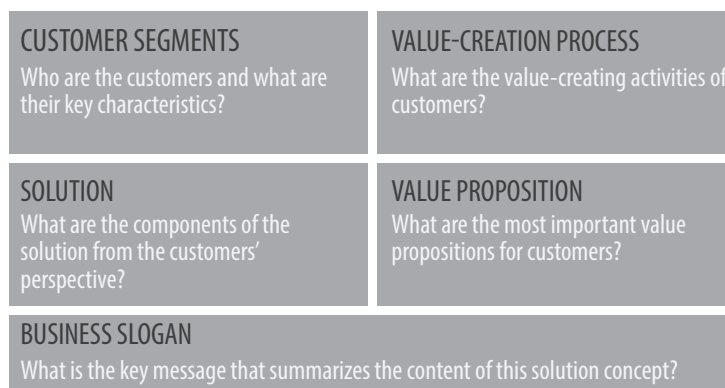 CUSTOMER SEGMENTS
Who are the customers and what are
their key characteristics?
VALUE-CREATION PROCESS
What are the value-creating activities of
customers?
SOLUTION
What are the components of the
solution from the customers’
perspective?
VALUE PROPOSITION
What are the most important value
propositions for customers?
BUSINESS SLOGAN
What is the key message that summarizes the content of this solution concept?